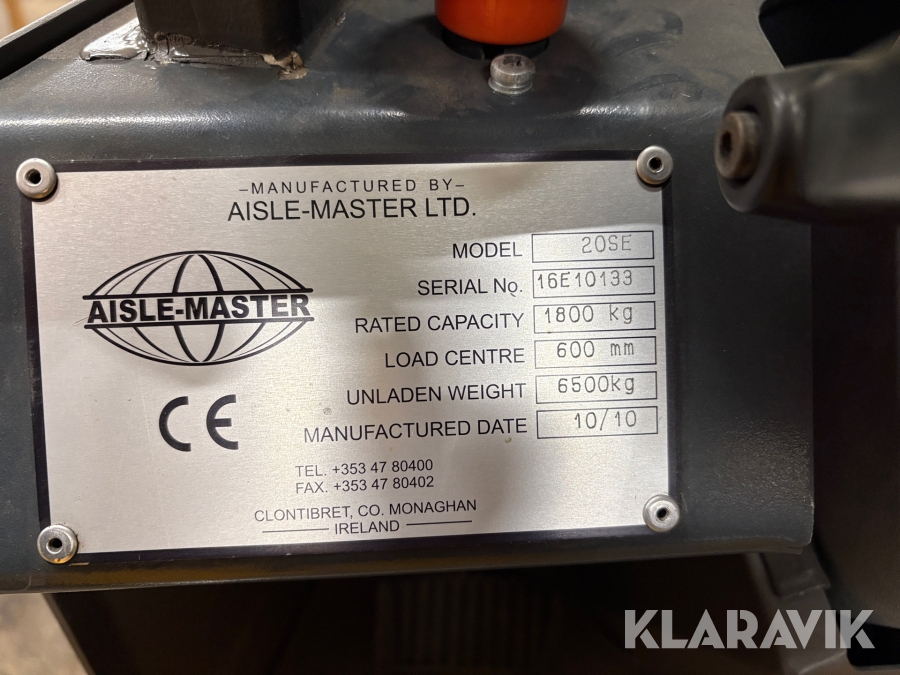 –MANUFACTURED BY–
AISLE-MASTER LTD.
AISLE-MASTER
CE
MODEL 20SE
SERIAL No. 16E10133
RATED CAPACITY 1800 kg
LOAD CENTRE 600 mm
UNLADEN WEIGHT 6500kg
MANUFACTURED DATE 10/10
TEL. +353 47 80400
FAX. +353 47 80402
CLONTIBRET, CO. MONAGHAN
IRELAND
KLARAVIK